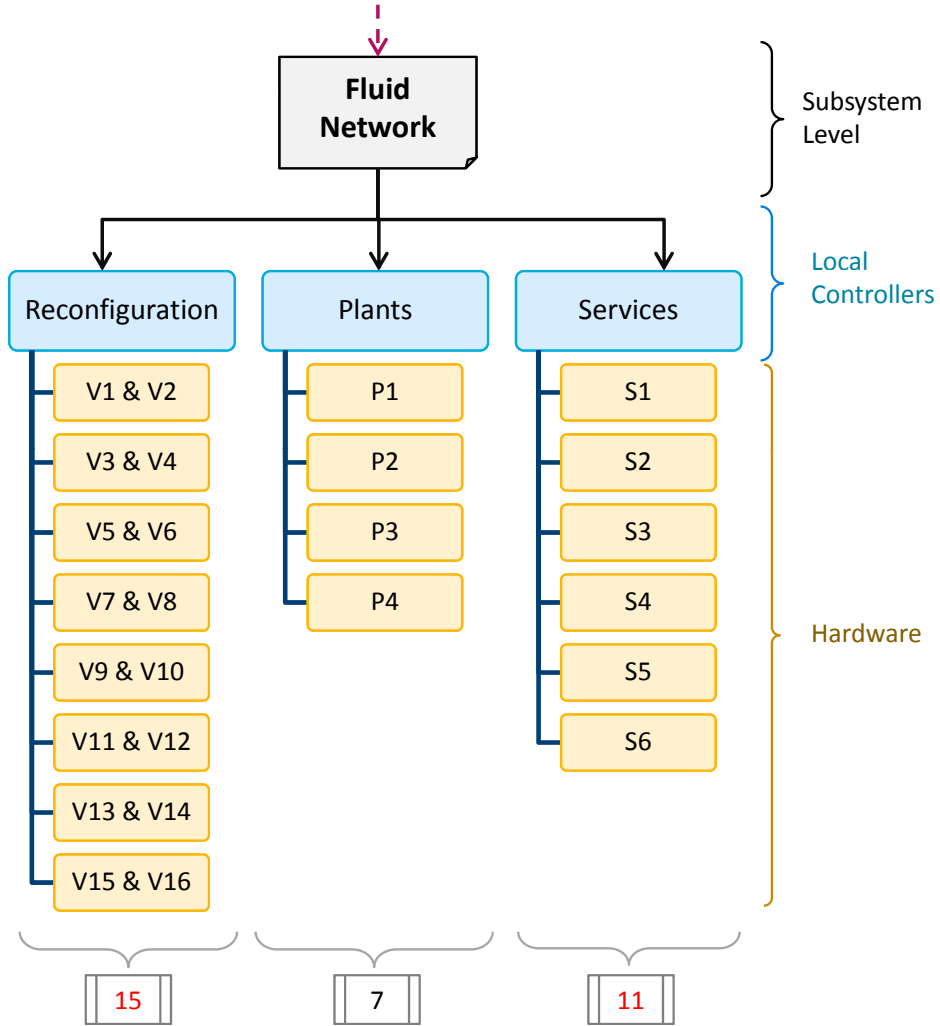 Fluid
Network
Subsystem
Level
Local
Controllers
Reconfiguration
Plants
Services
V1 & V2
P1
S1
V3 & V4
P2
S2
V5 & V6
P3
S3
V7 & V8
P4
S4
Hardware
V9 & V10
S5
V11 & V12
S6
V13 & V14
V15 & V16
15
7
11